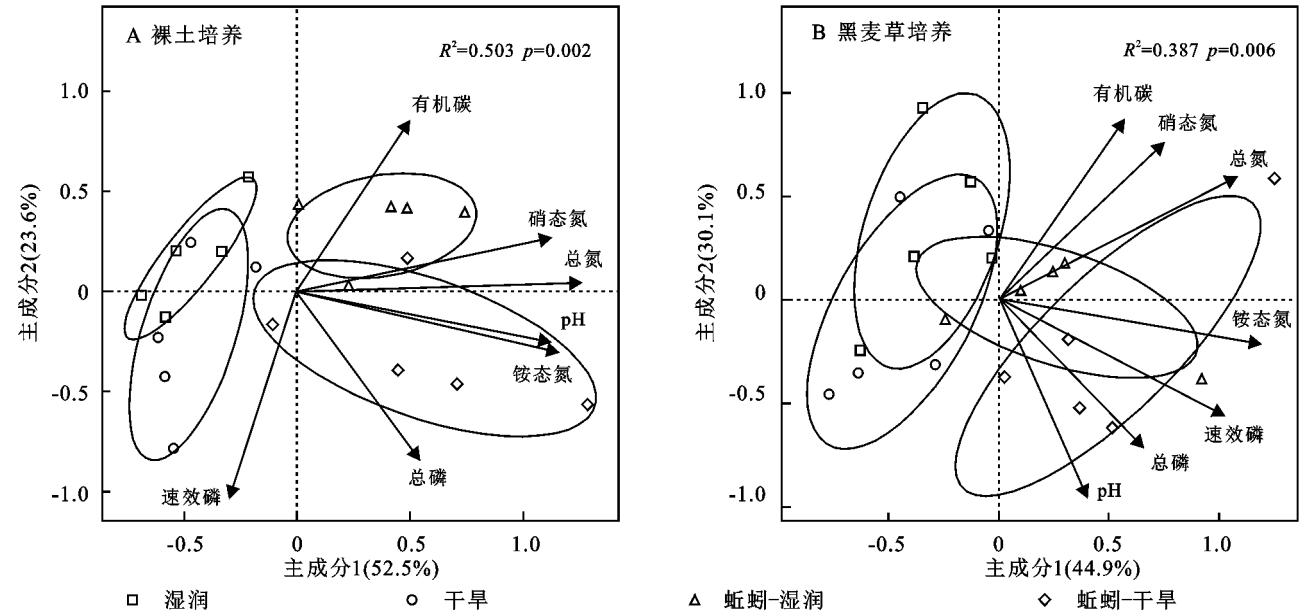 A 裸土培养
R²=0.503 p=0.002
有机碳
硝态氮
总氮
pH
铵态氮
总磷
速效磷
1.0
0.5
0
-0.5
-1.0
主成分2(23.6%)
-0.5
0
0.5
1.0
主成分1(52.5%)
B 黑麦草培养
R²=0.387 p=0.006
有机碳
硝态氮
总氮
铵态氮
速效磷
总磷
pH
1.0
0.5
0
-0.5
-1.0
主成分2(30.1%)
-0.5
0
0.5
1.0
主成分1(44.9%)
湿润
干旱
蚯蚓-湿润
蚯蚓-干旱